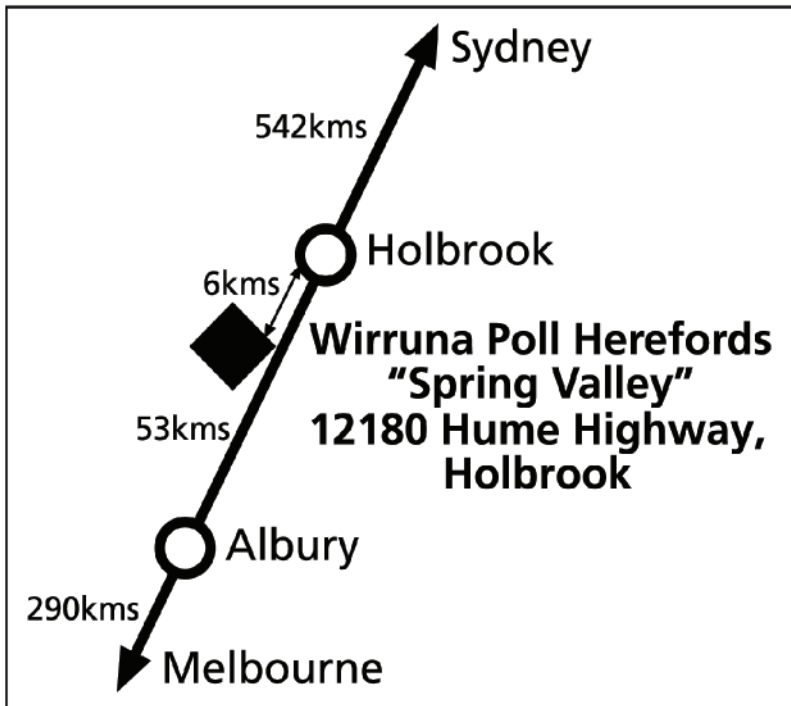 Sydney
542kms
Holbrook
6kms
Wirruna Poll Herefords
"Spring Valley"
12180 Hume Highway,
Holbrook
53kms
Albury
290kms
Melbourne